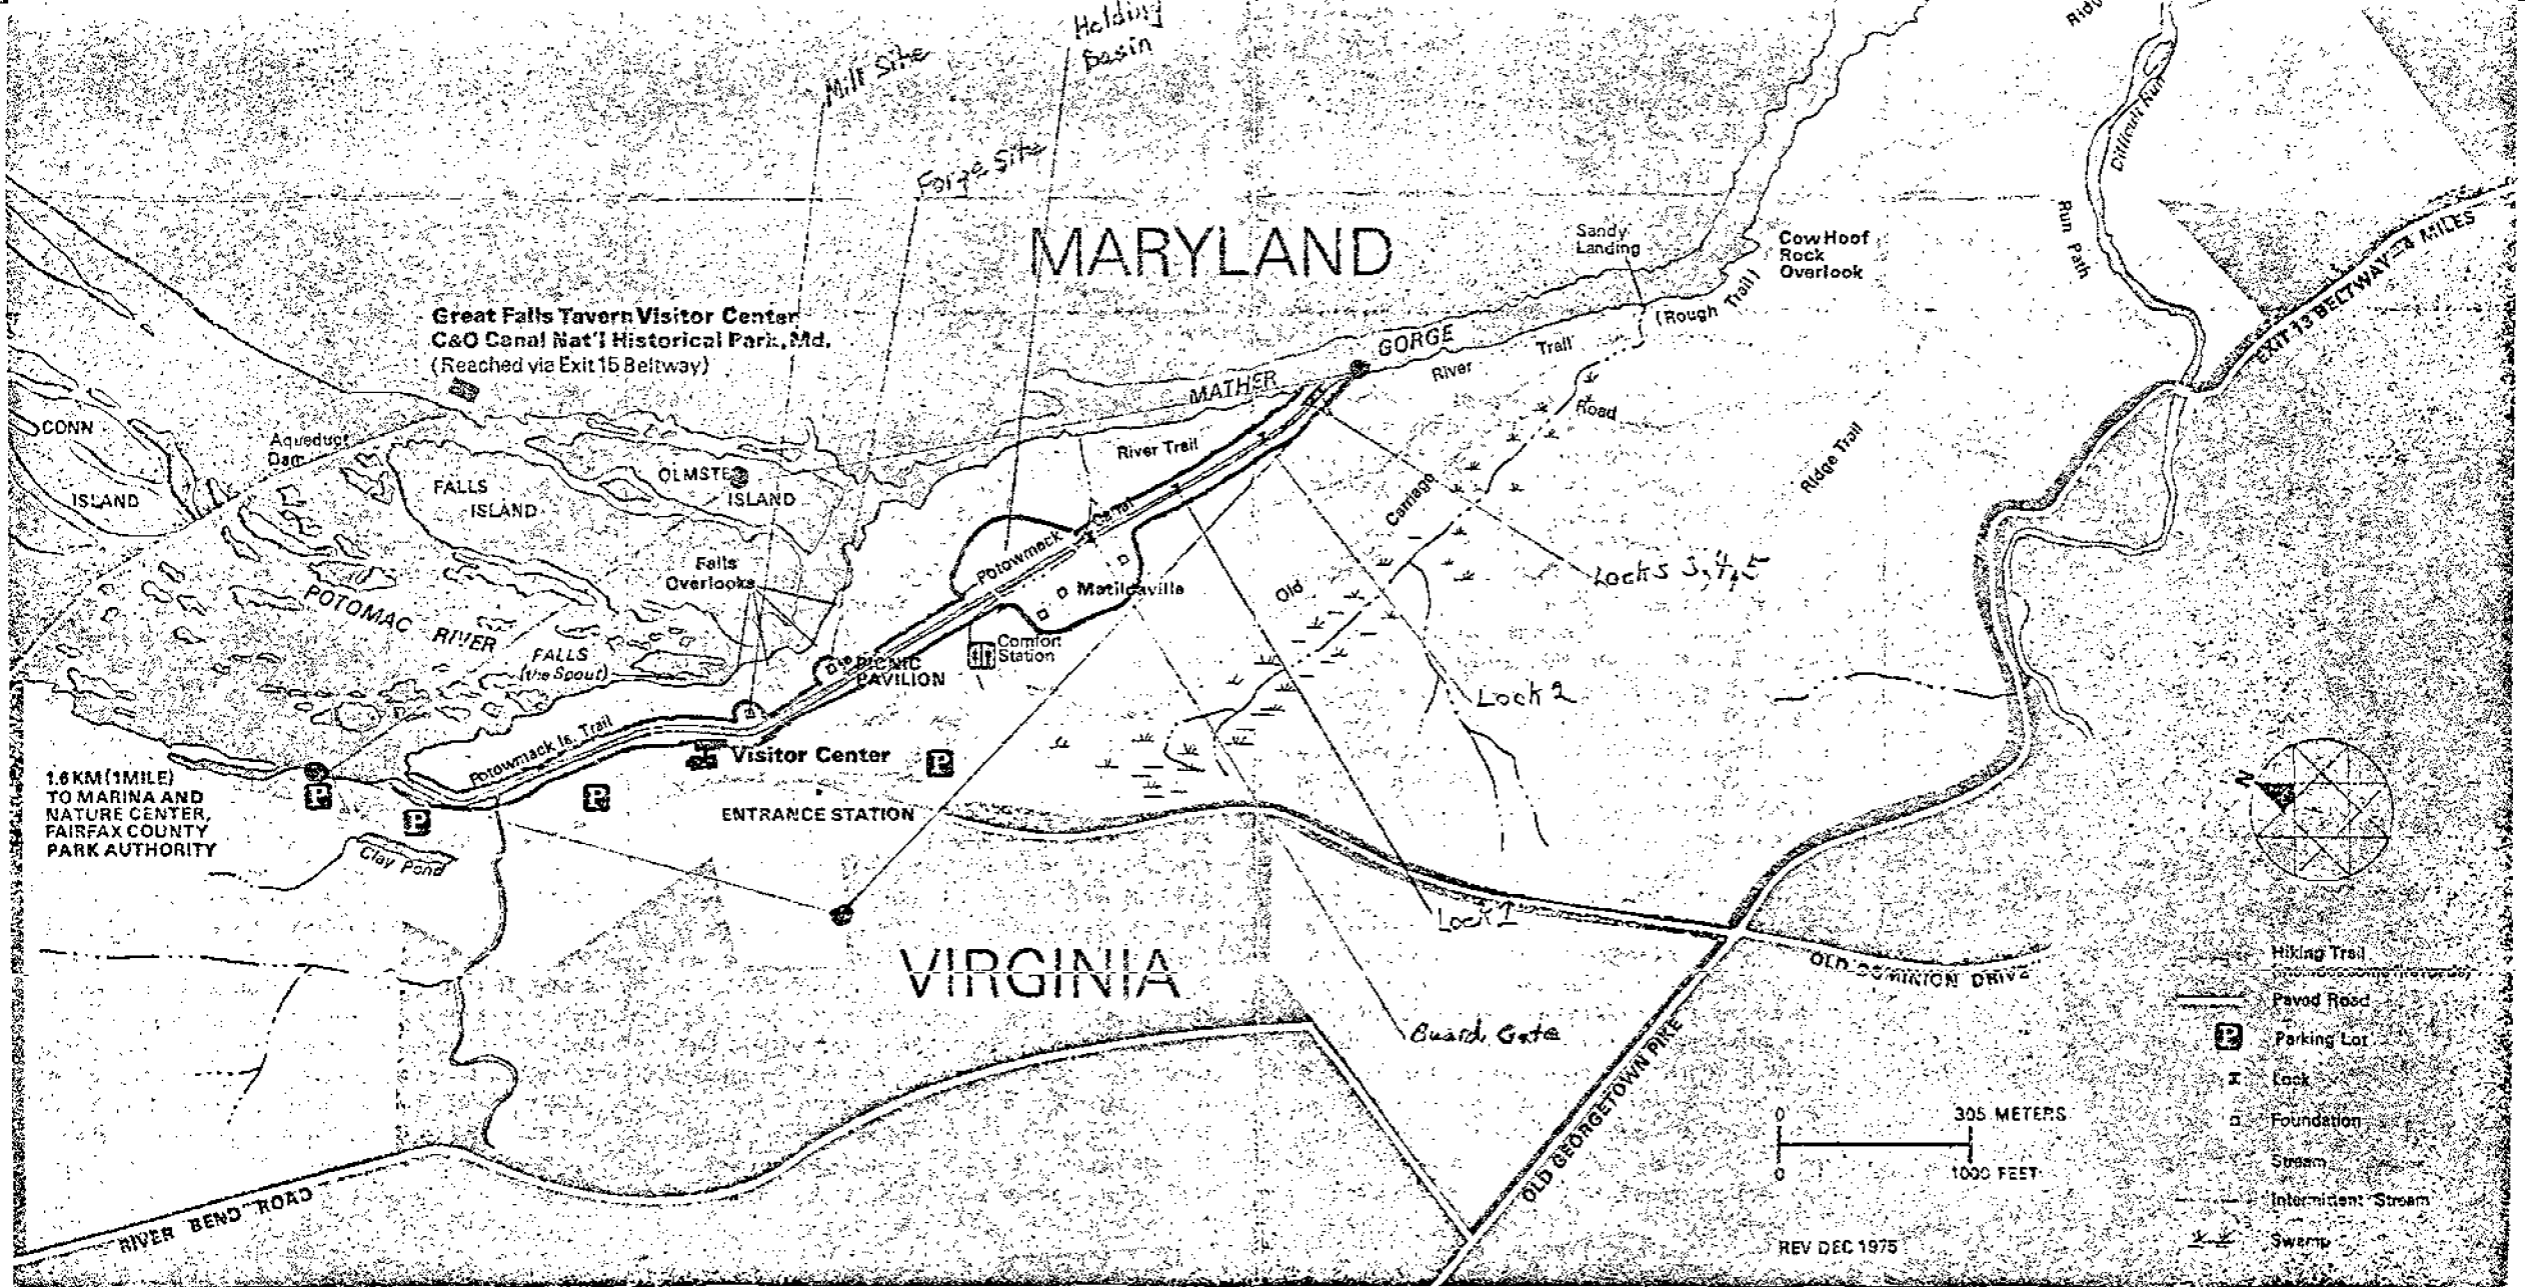 Holding
Basin
Mill Site
Forge Site
MARYLAND
Sandy
Landing
Cow Hoof
Rock
Overlook
(Rough Trail)
Difficult Run
Run Path
EXIT 13 BELTWAY-4 MILES
Great Falls Tavern Visitor Center
C&O Canal Nat'l Historical Park, Md.
(Reached via Exit 15 Beltway)
MATHER GORGE
River Trail
River Trail
CONN
ISLAND
Aqueduct
Dam
FALLS
ISLAND
OLMSTED
ISLAND
Old Carriage Road
Ridge Trail
Falls
Overlooks
Potowmack Canal
Matildaville
Locks 3,4,5
POTOMAC RIVER
FALLS
(the Spout)
PICNIC
PAVILION
Comfort
Station
Lock 2
Potowmack Is. Trail
Visitor Center
P
P
P
P
ENTRANCE STATION
1.6 KM (1 MILE)
TO MARINA AND
NATURE CENTER,
FAIRFAX COUNTY
PARK AUTHORITY
Clay Pond
N
Lock 1
VIRGINIA
Guard Gate
OLD DOMINION DRIVE
OLD GEORGETOWN PIKE
RIVER BEND ROAD
Hiking Trail
Paved Road
P Parking Lot
Lock
Foundation
Stream
Intermittent Stream
Swamp
0 305 METERS
0 1000 FEET
REV DEC 1975